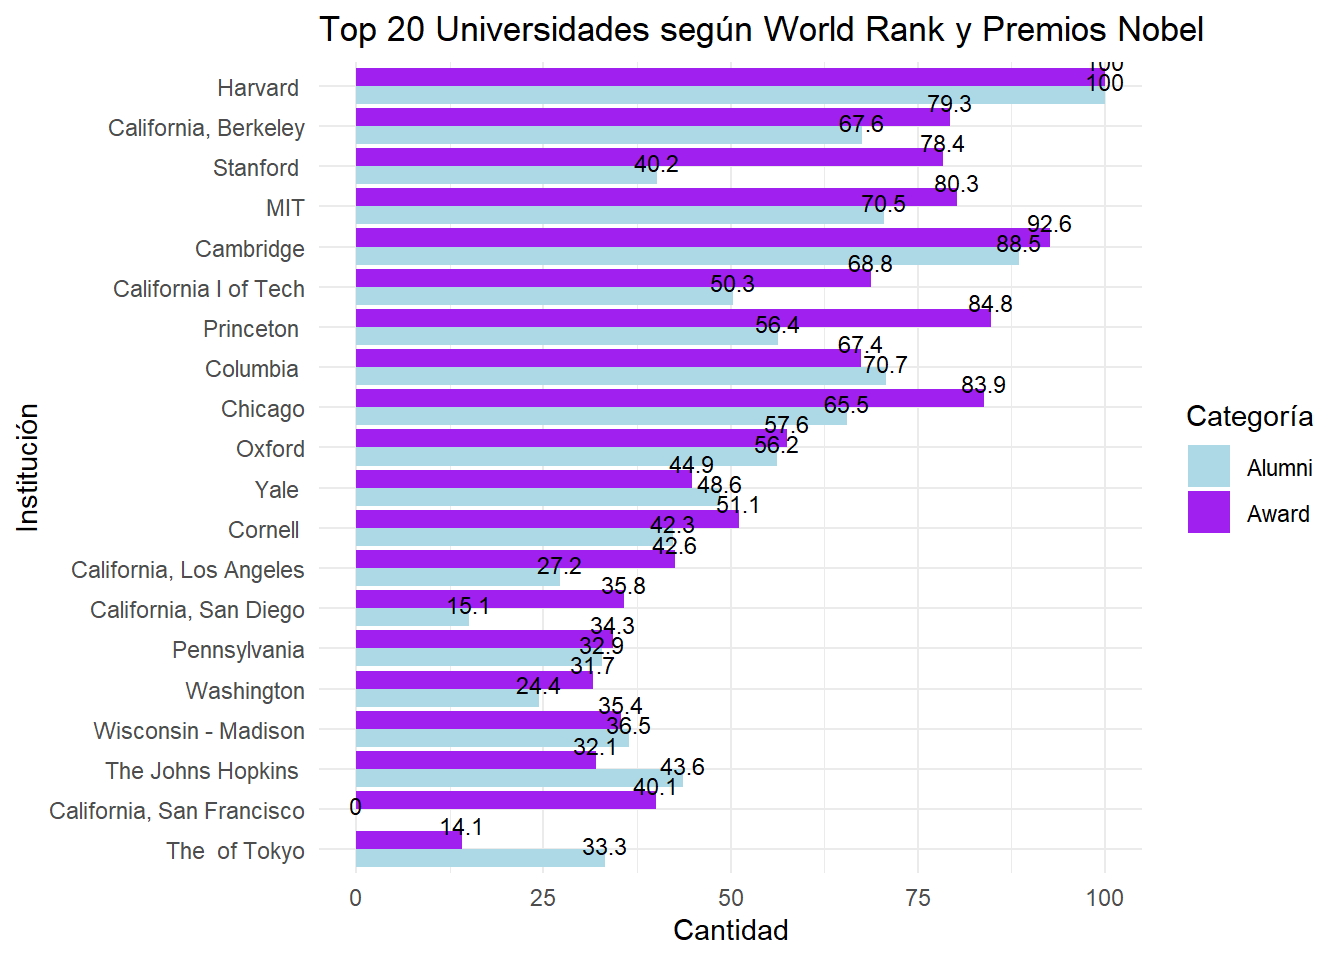 Top 20 Universidades según World Rank y Premios Nobel
Institución
Harvard
100
100
California, Berkeley
79.3
67.6
Stanford
78.4
40.2
MIT
80.3
70.5
Cambridge
92.6
88.5
California I of Tech
68.8
50.3
Princeton
84.8
56.4
Columbia
67.4
70.7
Chicago
83.9
65.5
Oxford
57.6
56.2
Yale
44.9
48.6
Cornell
51.1
42.3
California, Los Angeles
42.6
27.2
California, San Diego
35.8
15.1
Pennsylvania
34.3
32.9
Washington
31.7
24.4
Wisconsin - Madison
35.4
36.5
The Johns Hopkins
32.1
43.6
California, San Francisco
40.1
0
The  of Tokyo
14.1
33.3
0 25 50 75 100
Cantidad
Categoría
Alumni
Award